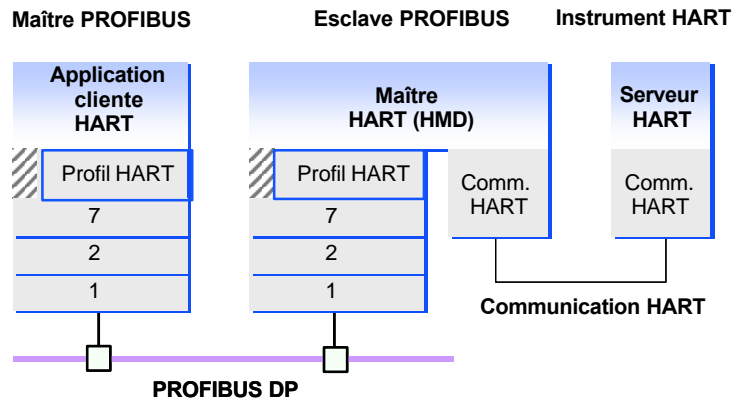 Maître PROFIBUS
Esclave PROFIBUS
Instrument HART
Application
cliente
HART
Maître
HART (HMD)
Serveur
HART
Profil HART
7
2
1
Profil HART
7
2
1
Comm.
HART
Comm.
HART
Communication HART
PROFIBUS DP